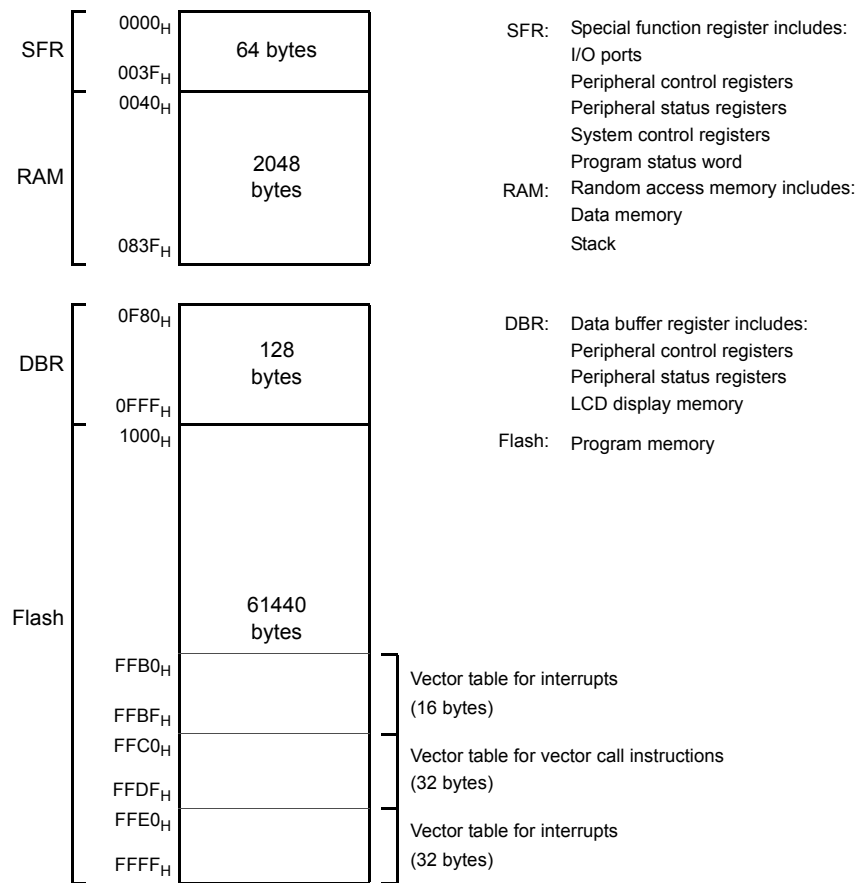 SFR
0000H
64 bytes
003FH
RAM
0040H
2048
bytes
083FH
DBR
0F80H
128
bytes
0FFFH
Flash
1000H
61440
bytes
FFB0H
FFBFH
Vector table for interrupts
(16 bytes)
FFC0H
FFDFH
Vector table for vector call instructions
(32 bytes)
FFE0H
FFFFH
Vector table for interrupts
(32 bytes)
SFR: Special function register includes:
I/O ports
Peripheral control registers
Peripheral status registers
System control registers
Program status word
RAM: Random access memory includes:
Data memory
Stack
DBR: Data buffer register includes:
Peripheral control registers
Peripheral status registers
LCD display memory
Flash: Program memory